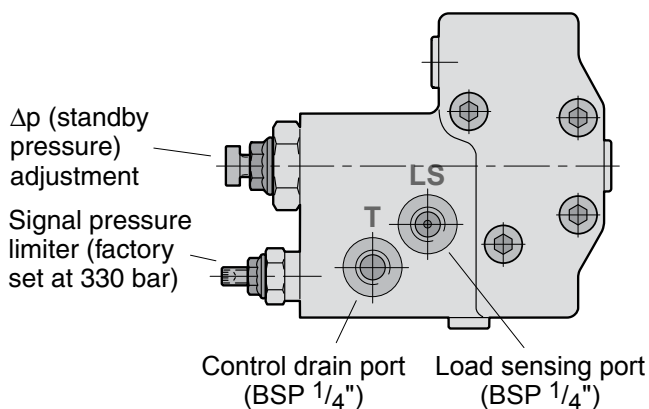 Δp (standby
pressure)
adjustment
LS
T
Signal pressure
limiter (factory
set at 330 bar)
Control drain port
(BSP 1/4")
Load sensing port
(BSP 1/4")